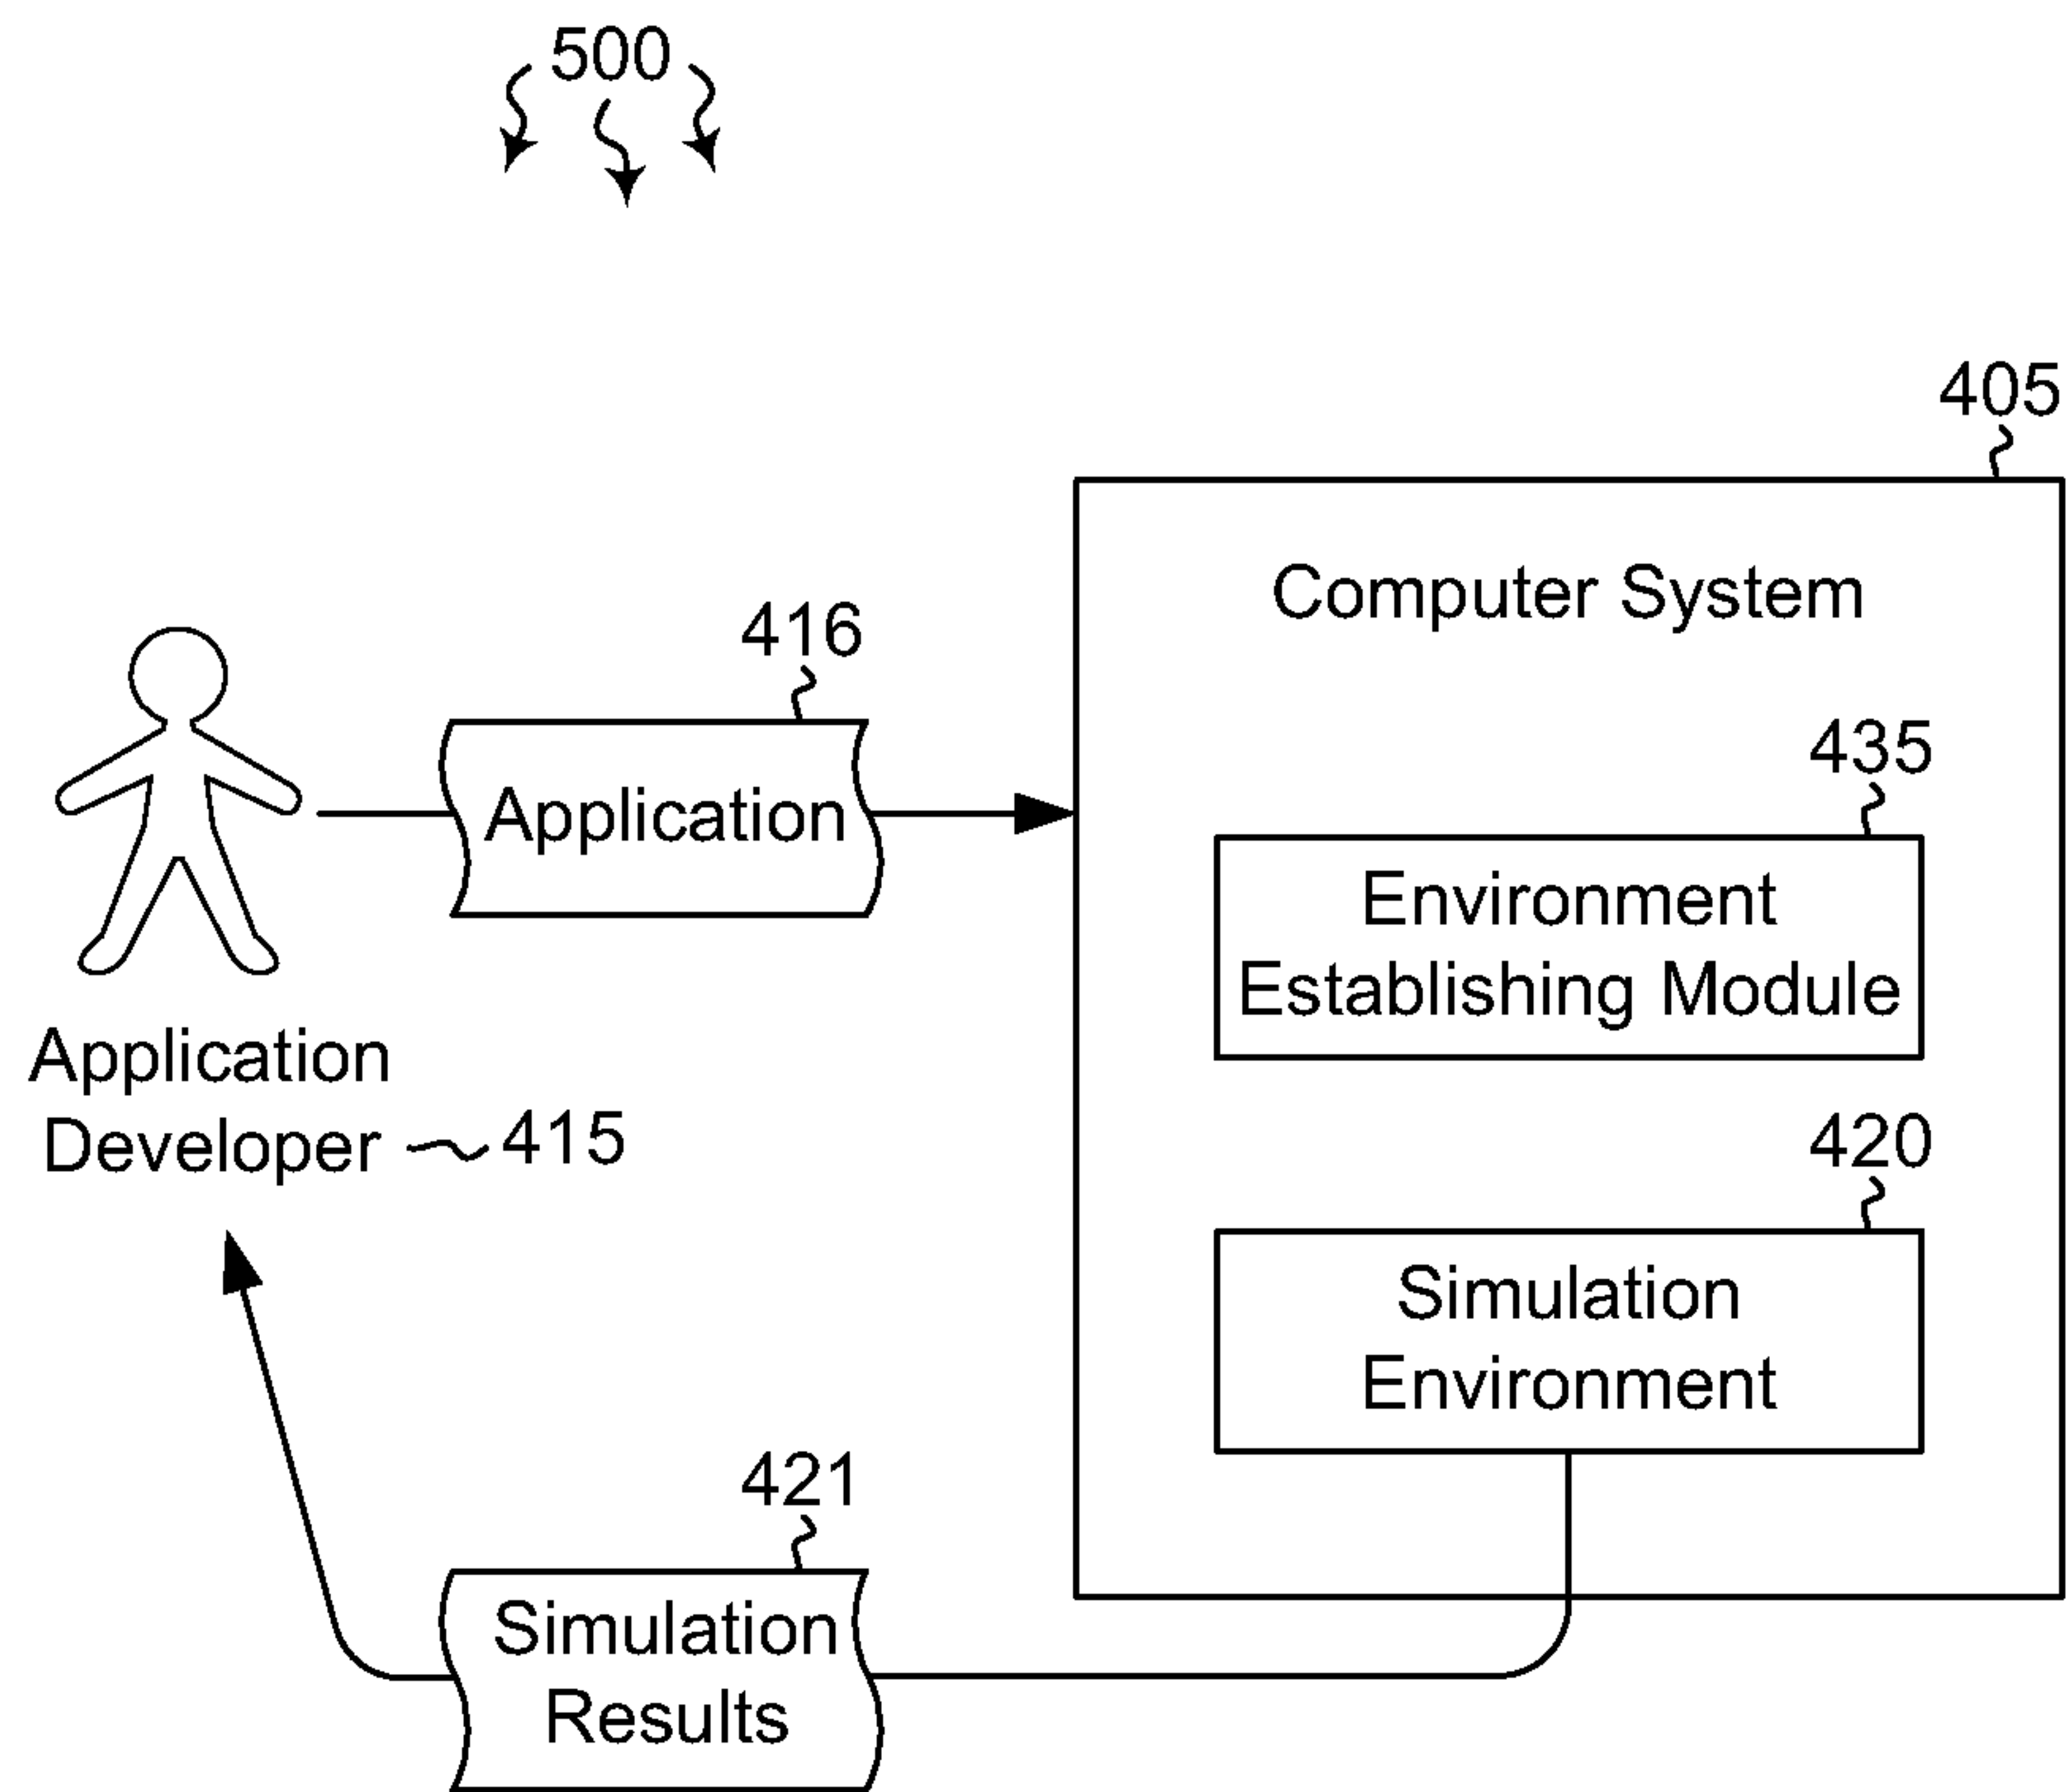 500
405
Computer System
416
Application
435
Environment
Establishing Module
Application
Developer 415
420
Simulation
Environment
421
Simulation
Results